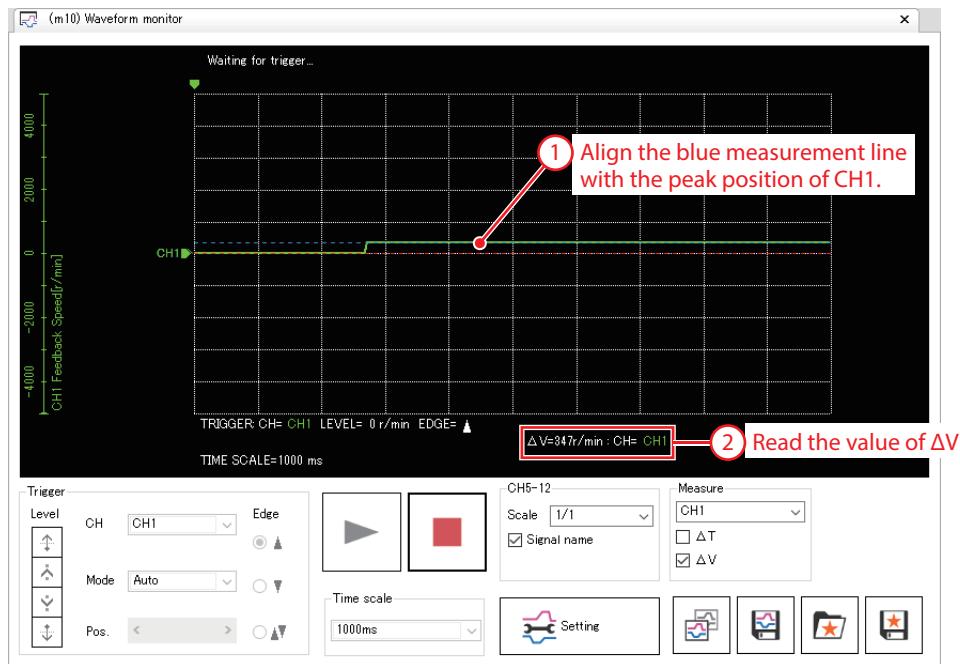 (m10) Waveform monitor
×
Waiting for trigger...
1 Align the blue measurement line
with the peak position of CH1.
4000
2000
0
-2000
-4000
CH1 Feedback Speed[r/min]
CH1
TRIGGER: CH= CH1 LEVEL= 0 r/min EDGE=
ΔV=347r/min : CH= CH1
2 Read the value of ΔV
TIME SCALE=1000 ms
Trigger
Level
CH
CH1
Edge
Mode
Auto
Pos.
Time scale
1000ms
CH5-12
Scale
1/1
Signal name
Setting
Measure
CH1
ΔT
ΔV